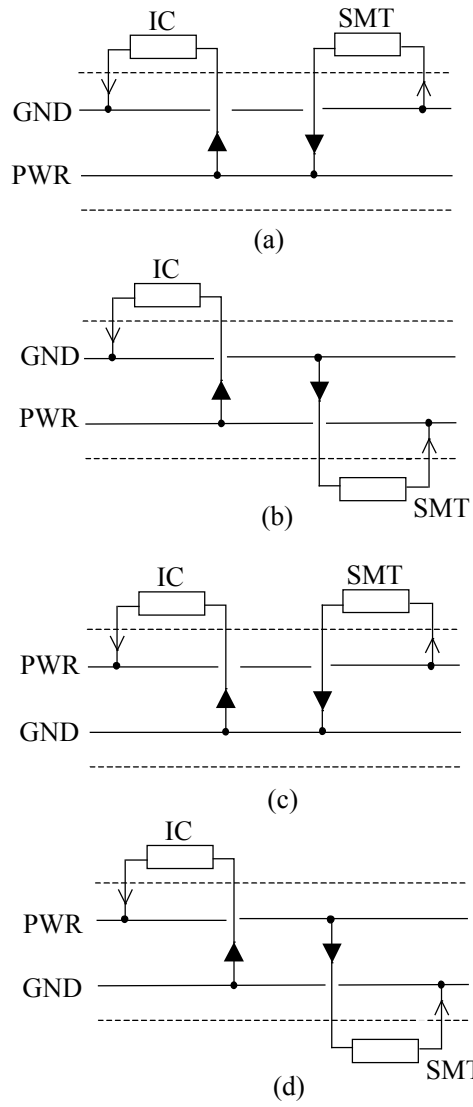 IC SMT
GND
PWR
(a)
IC
GND
PWR
SMT
(b)
IC SMT
PWR
GND
(c)
IC
PWR
GND
SMT
(d)